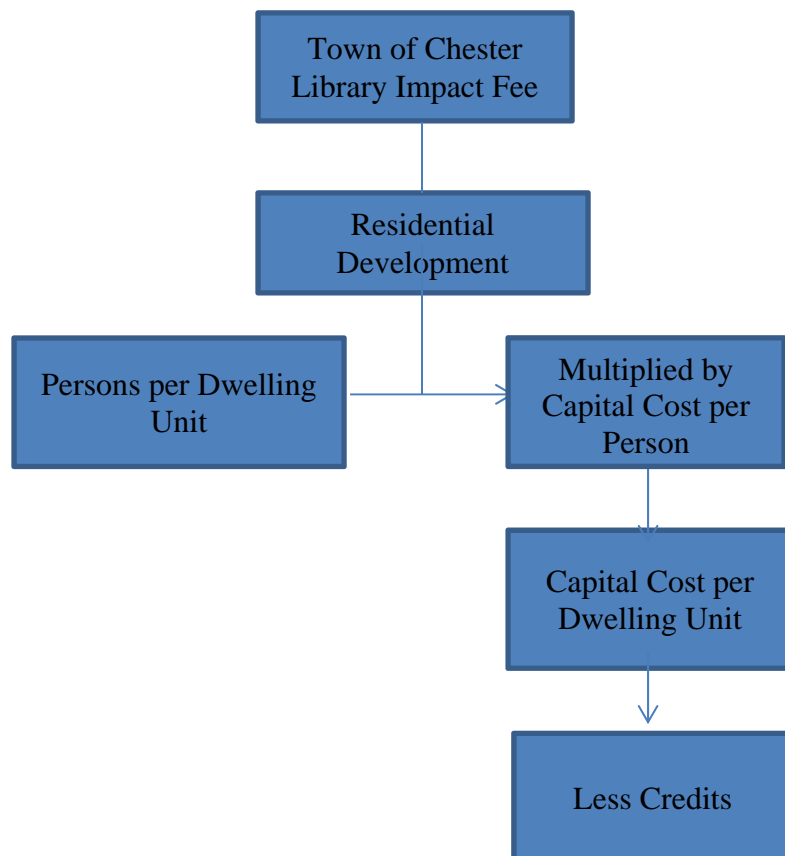 Town of Chester
Library Impact Fee
Residential
Development
Persons per Dwelling
Unit
Multiplied by
Capital Cost per
Person
Capital Cost per
Dwelling Unit
Less Credits